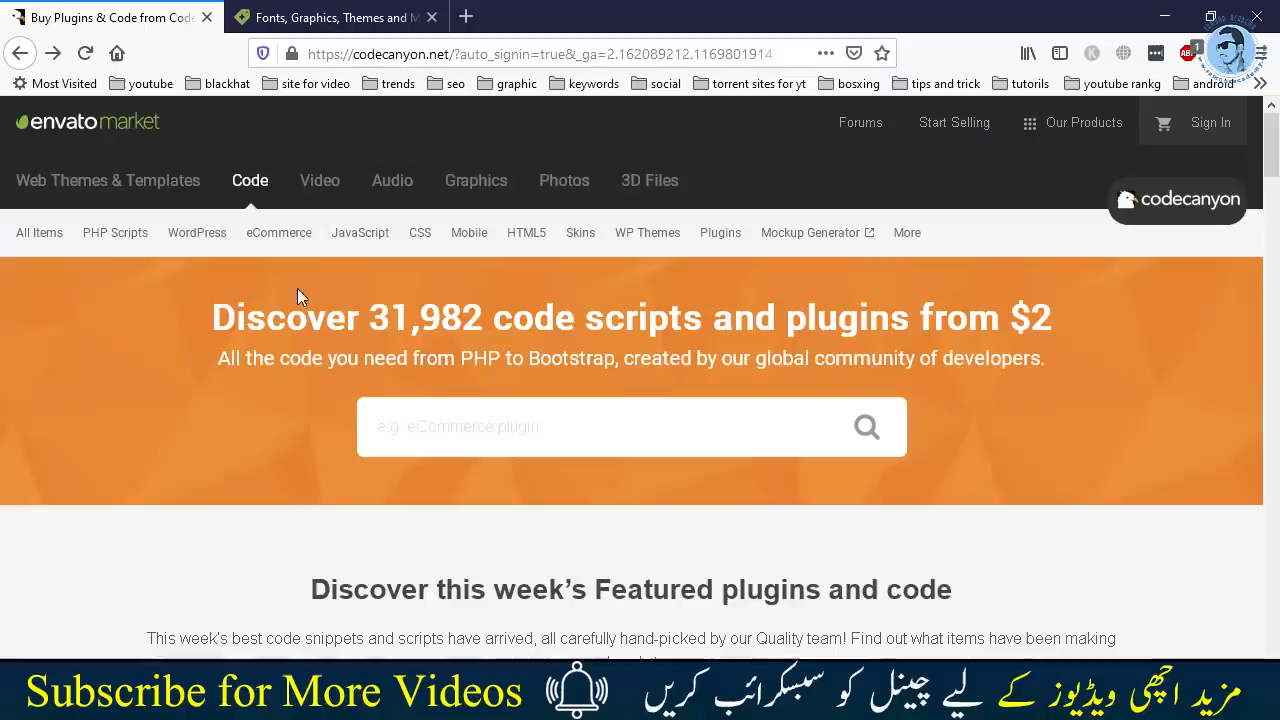 Buy Plugins & Code from Code
Fonts, Graphics, Themes and M
https://codecanyon.net/?auto_signin=true&_ga=2.162089212.1169801914
1
Most Visited youtube blackhat site for video trends seo graphic keywords social torrent sites for yt bosxing tips and trick tutorils youtube rankg android
envatomarket
Forums Start Selling Our Products Sign In
Web Themes & Templates Code Video Audio Graphics Photos 3D Files
codecanyon
All Items PHP Scripts WordPress eCommerce JavaScript CSS Mobile HTML5 Skins WP Themes Plugins Mockup Generator More
Discover 31,982 code scripts and plugins from $2
All the code you need from PHP to Bootstrap, created by our global community of developers.
e.g. eCommerce plugin
Discover this week's Featured plugins and code
This week's best code snippets and scripts have arrived, all carefully hand-picked by our Quality team! Find out what items have been making
Subscribe for More Videos
مزید اچھی ویڈیوز کے لیے چینل کو سبسکرائب کریں